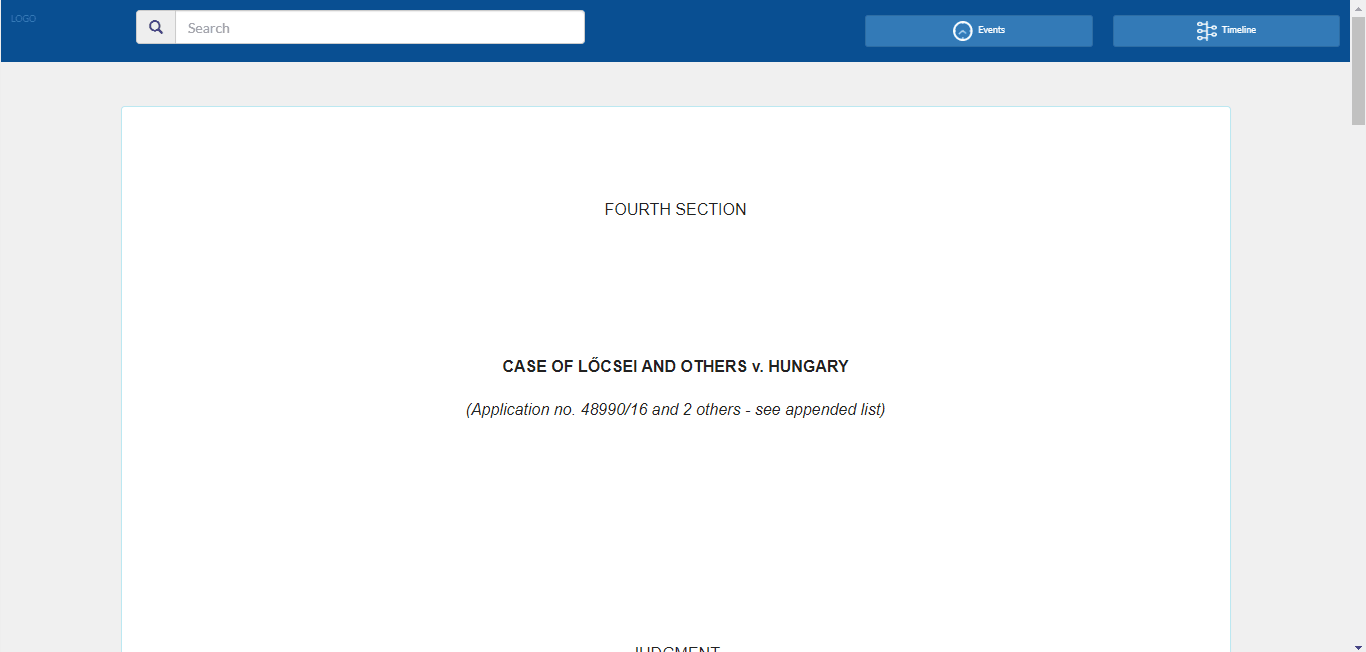 LOGO
Search
Events
Timeline
FOURTH SECTION
CASE OF LŐCSEI AND OTHERS v. HUNGARY
(Application no. 48990/16 and 2 others - see appended list)
JUDGMENT